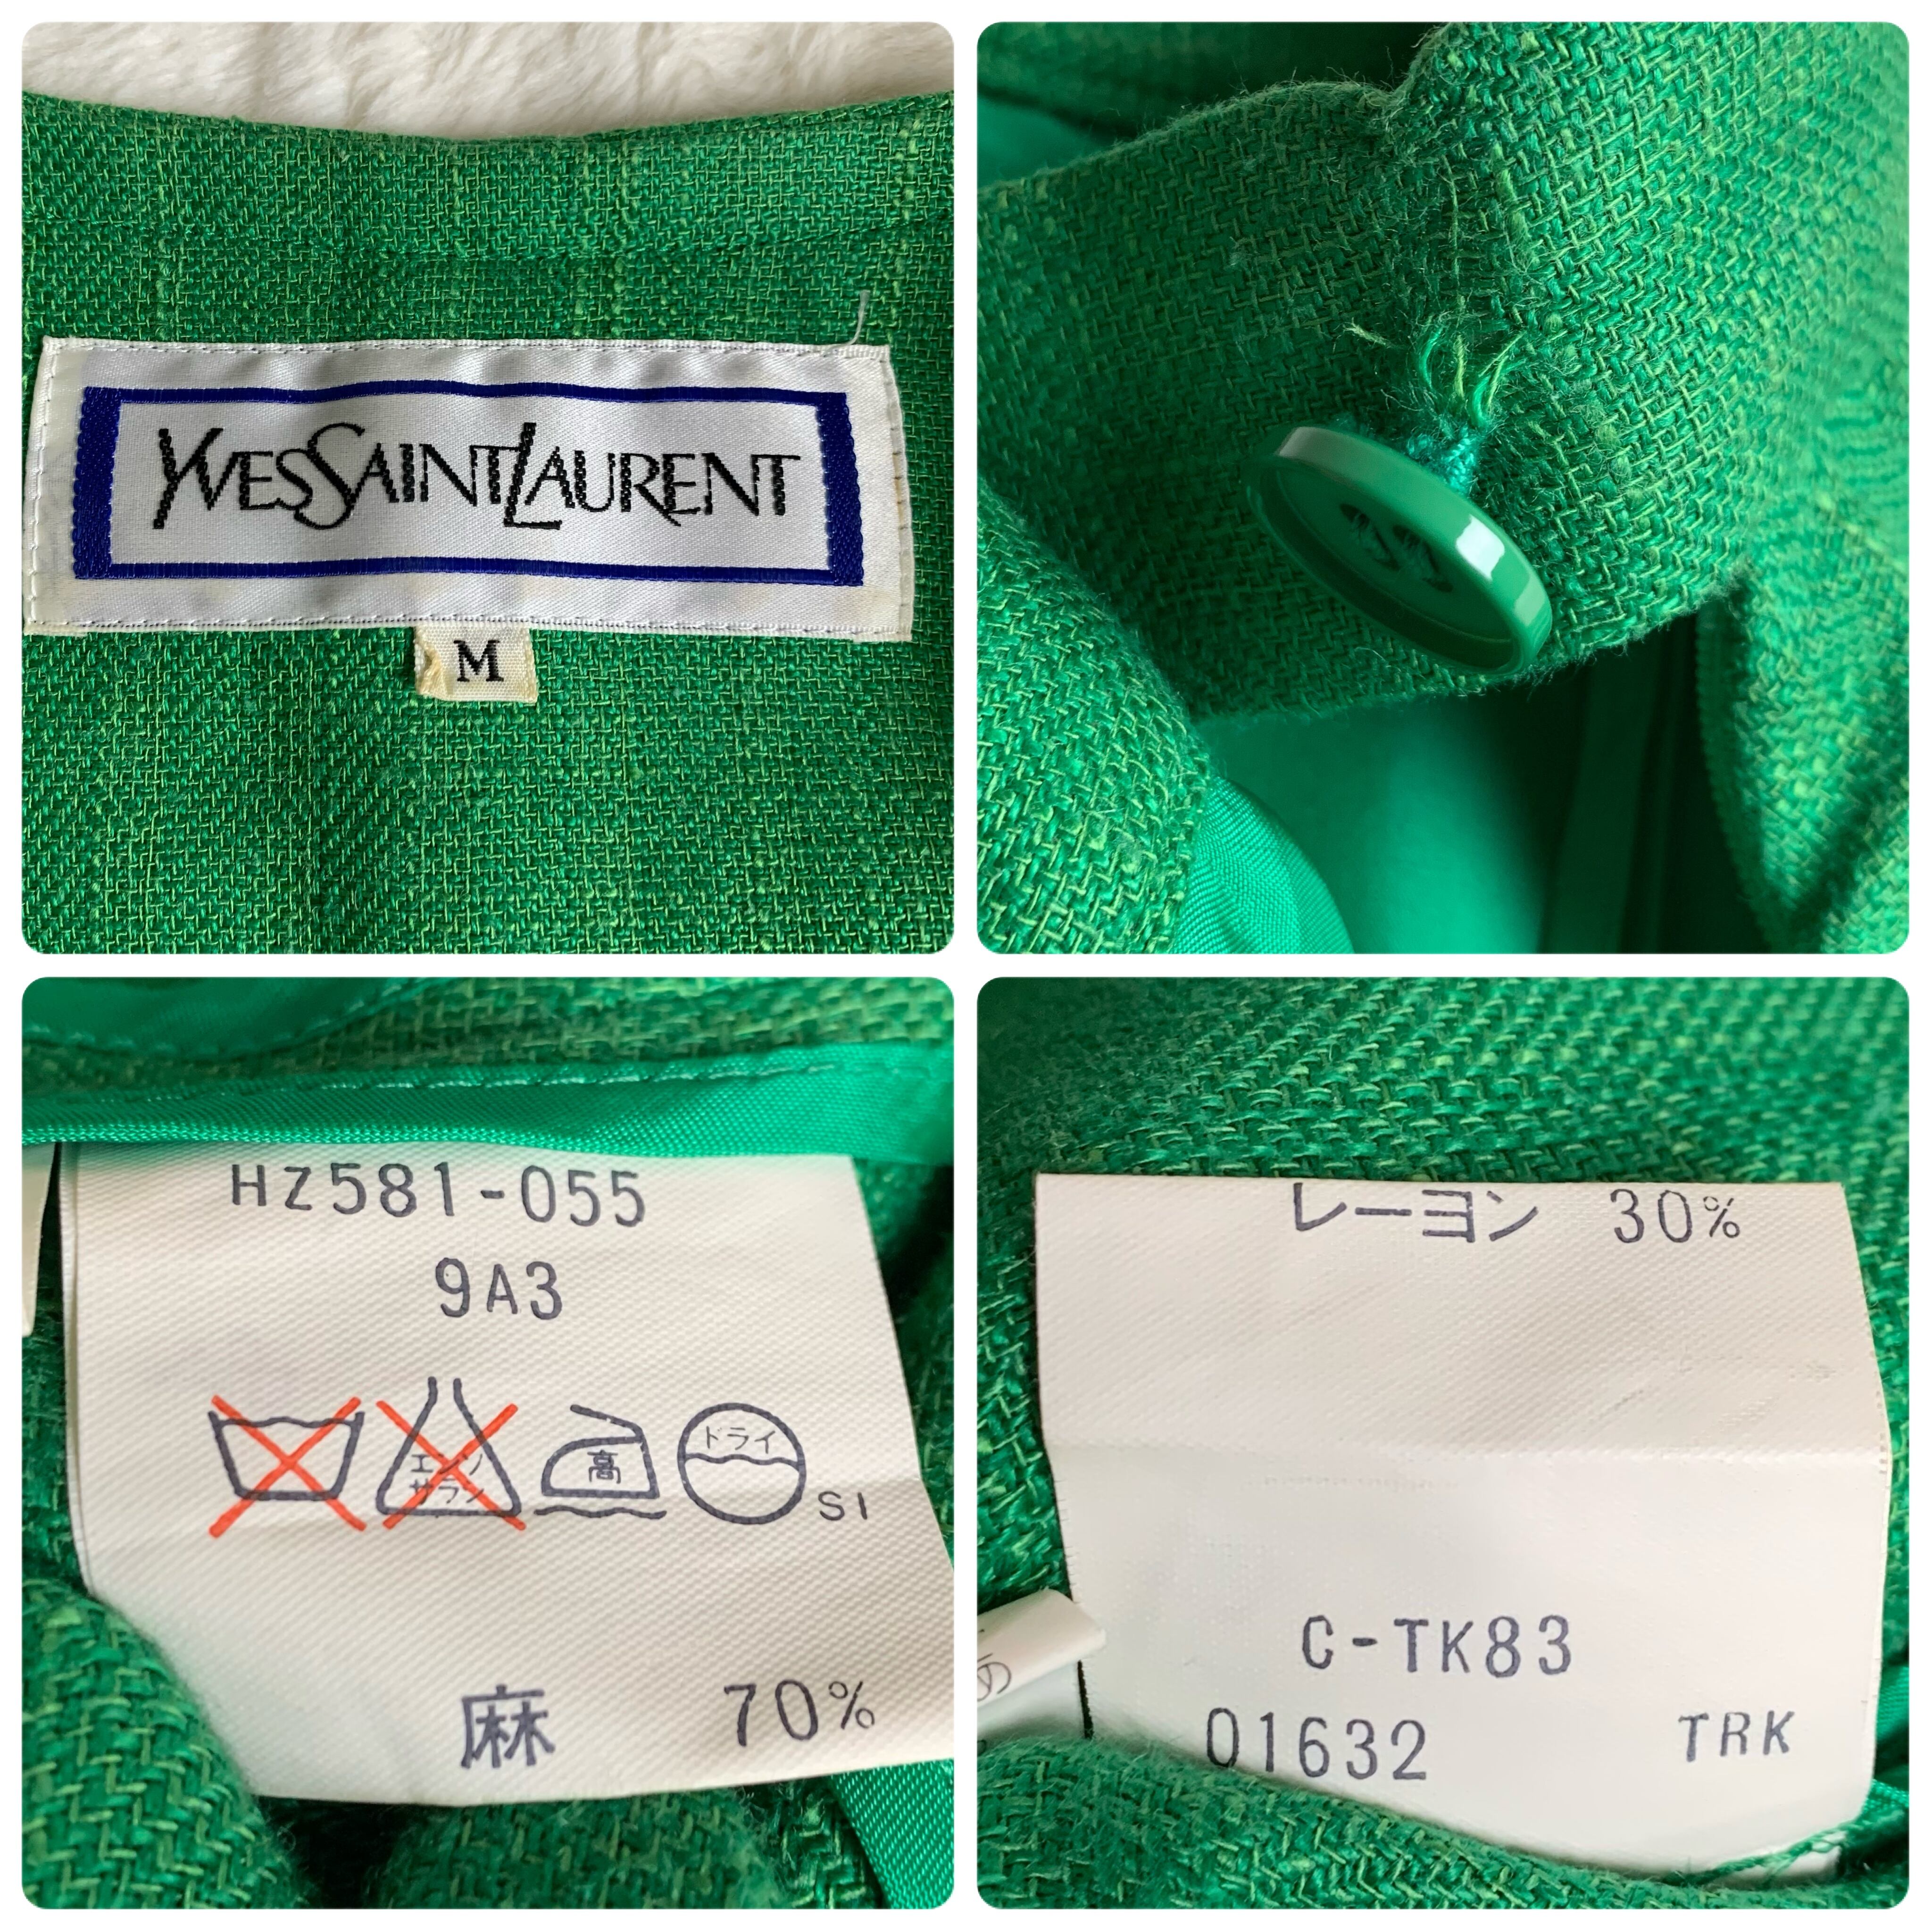 YVESSAINTLAURENT
M
HZ581-055
9A3
エンソ
サラシ
高
ドライ
SI
麻 70%
レーヨン 30%
C-TK83
01632 TRK